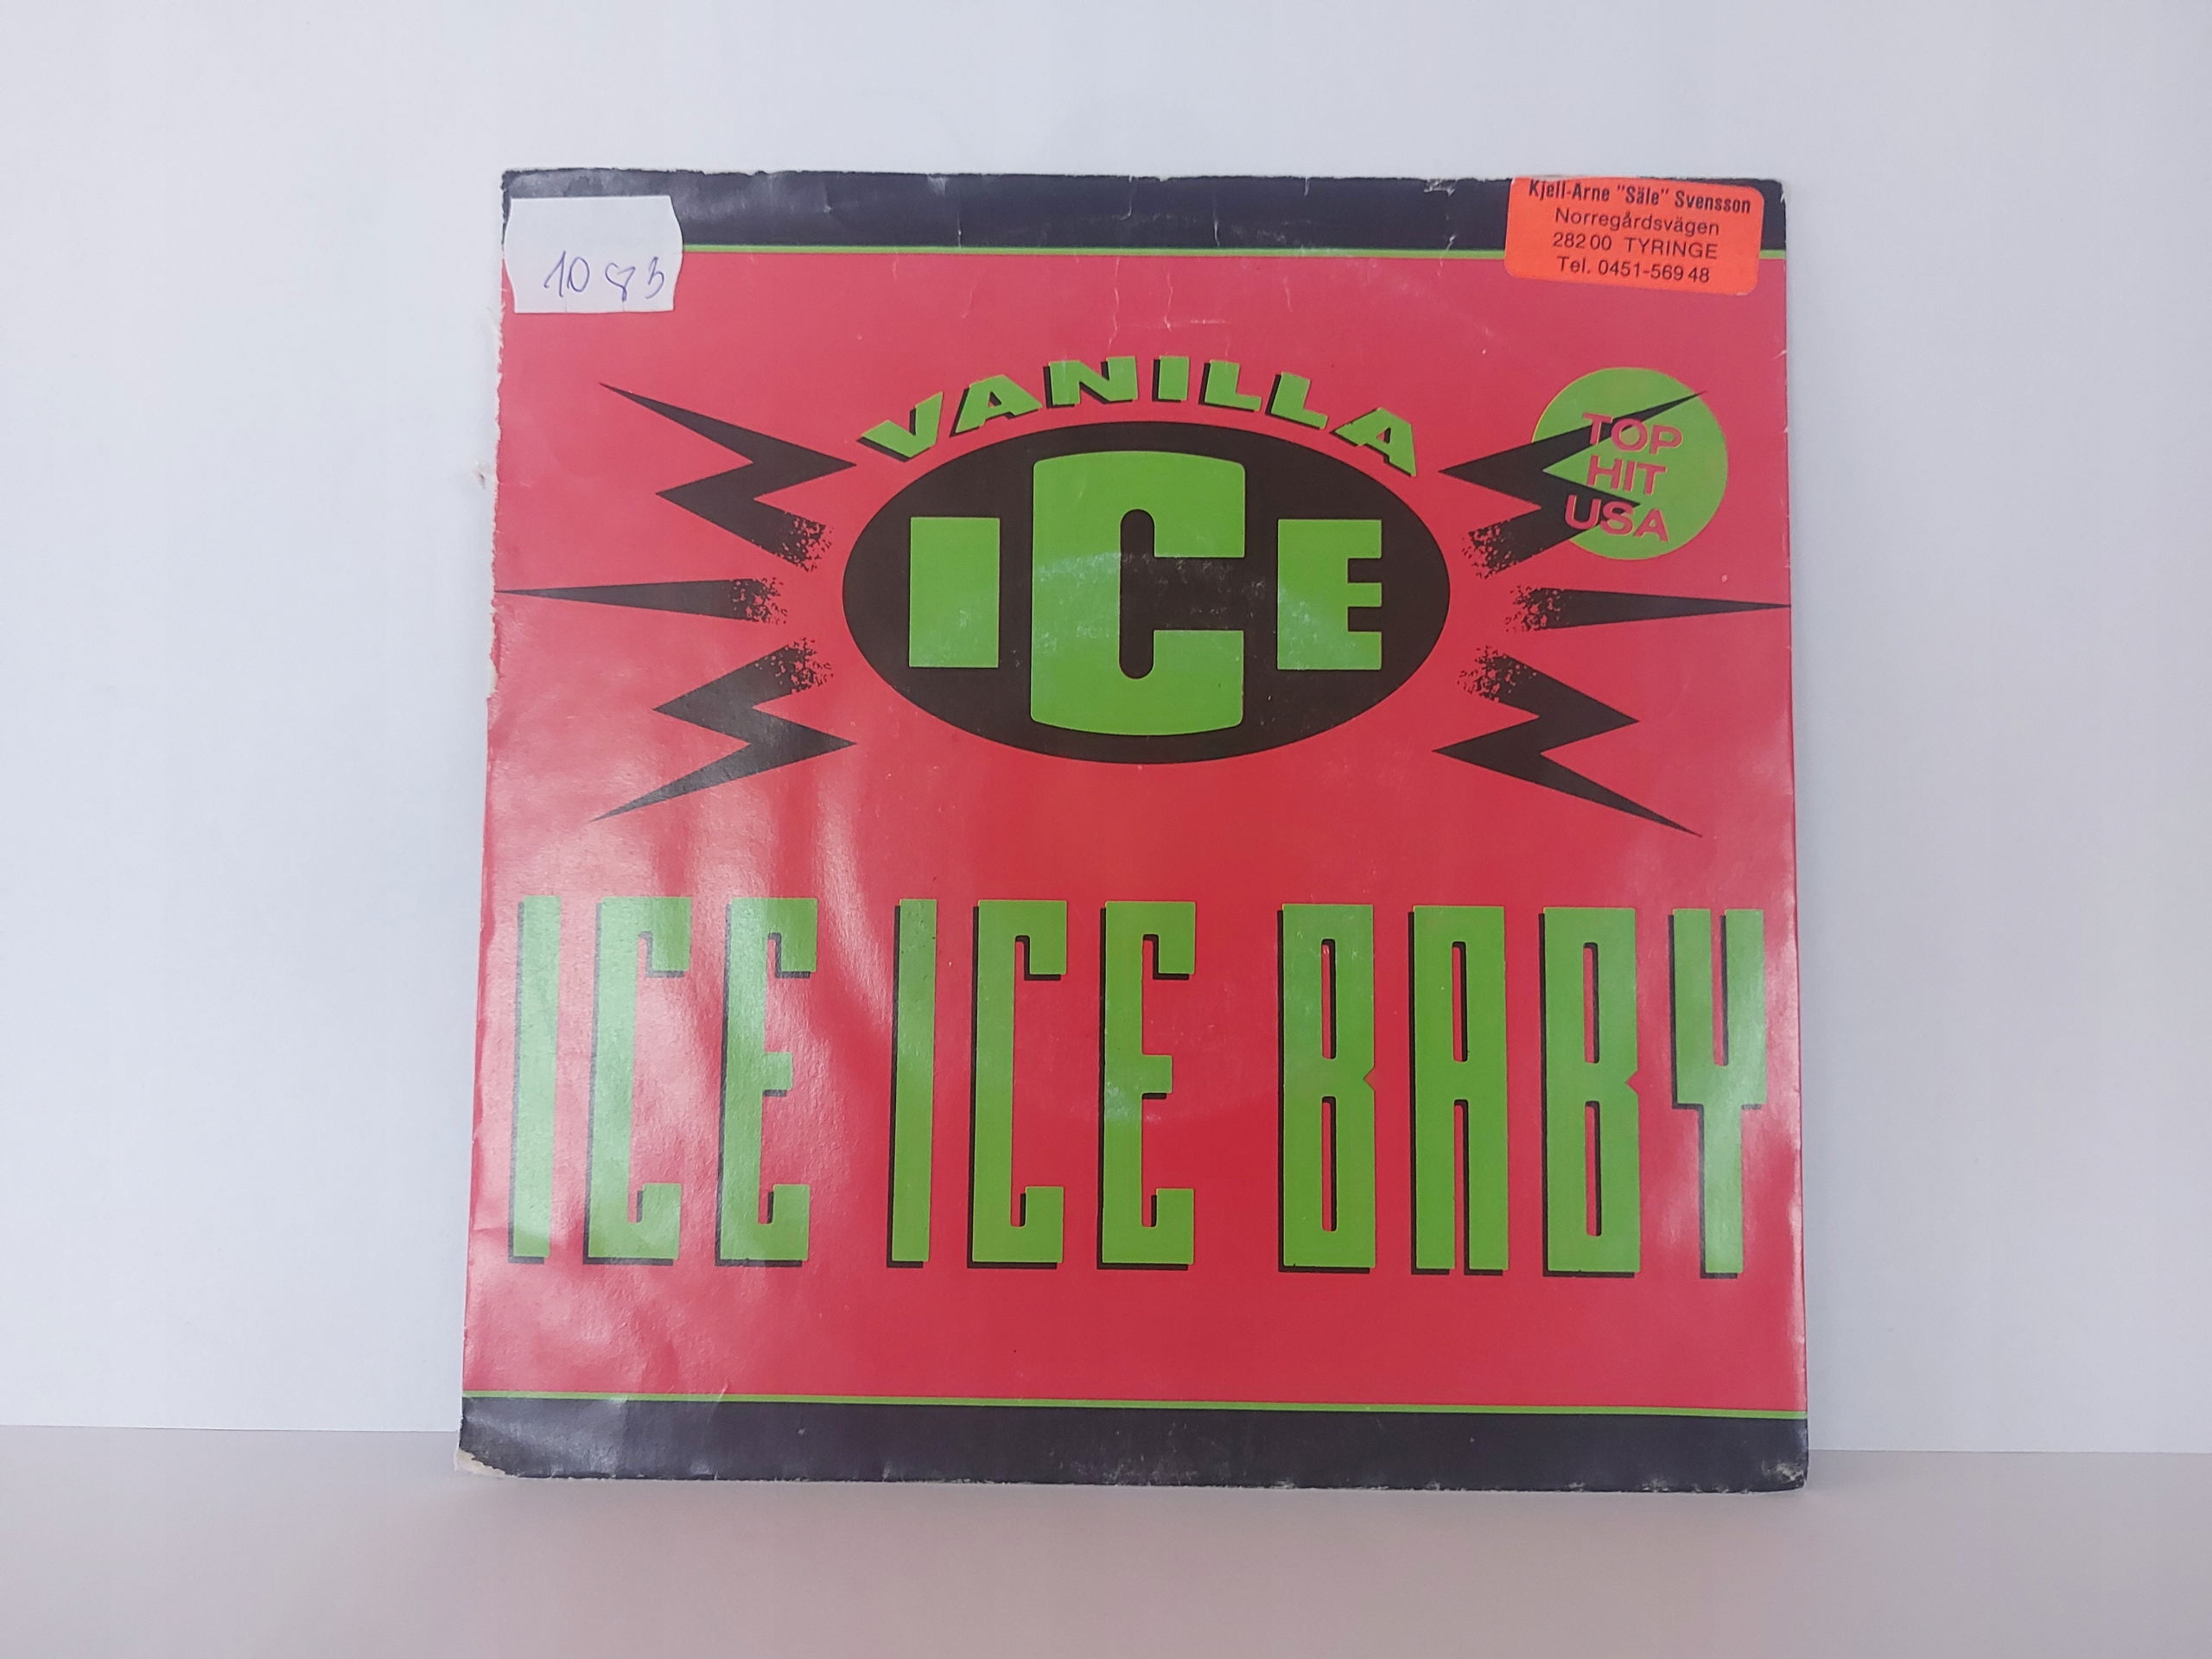 1083
Kjell-Arne "Säle" Svensson
Norregårdsvägen
282 00 TYRINGE
Tel. 0451-569 48
VANILLA
ICE
TOP
HIT
USA
ICE ICE BABY